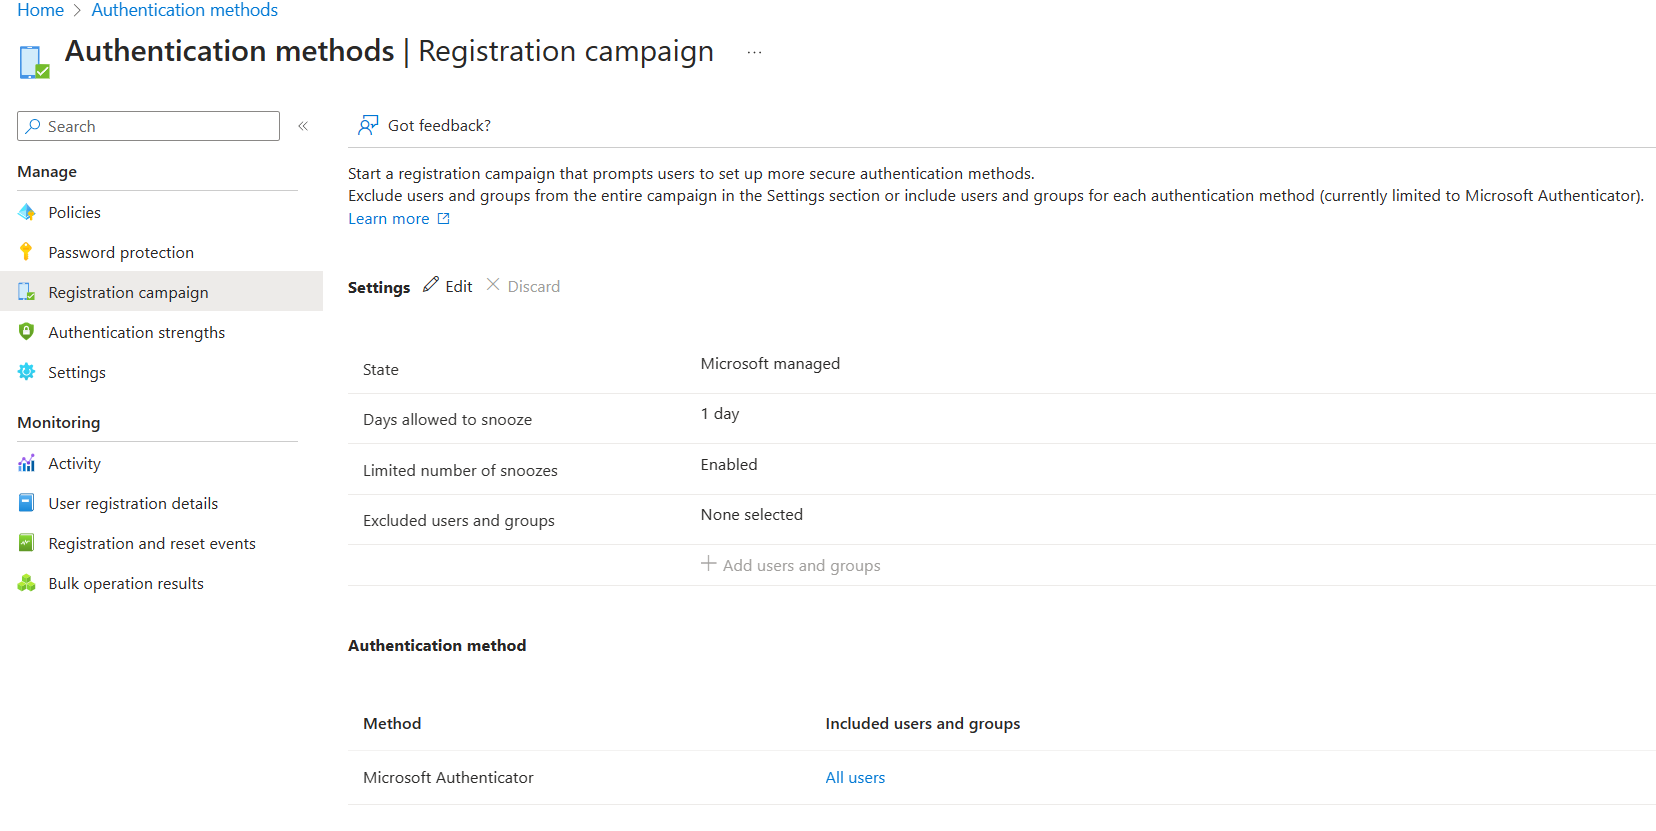 Home > Authentication methods
Authentication methods | Registration campaign ...
Search «
Manage
Policies
Password protection
Registration campaign
Authentication strengths
Settings
Monitoring
Activity
User registration details
Registration and reset events
Bulk operation results
Got feedback?
Start a registration campaign that prompts users to set up more secure authentication methods.
Exclude users and groups from the entire campaign in the Settings section or include users and groups for each authentication method (currently limited to Microsoft Authenticator).
Learn more
Settings Edit Discard
State Microsoft managed
Days allowed to snooze 1 day
Limited number of snoozes Enabled
Excluded users and groups None selected
+ Add users and groups
Authentication method
Method Included users and groups
Microsoft Authenticator All users